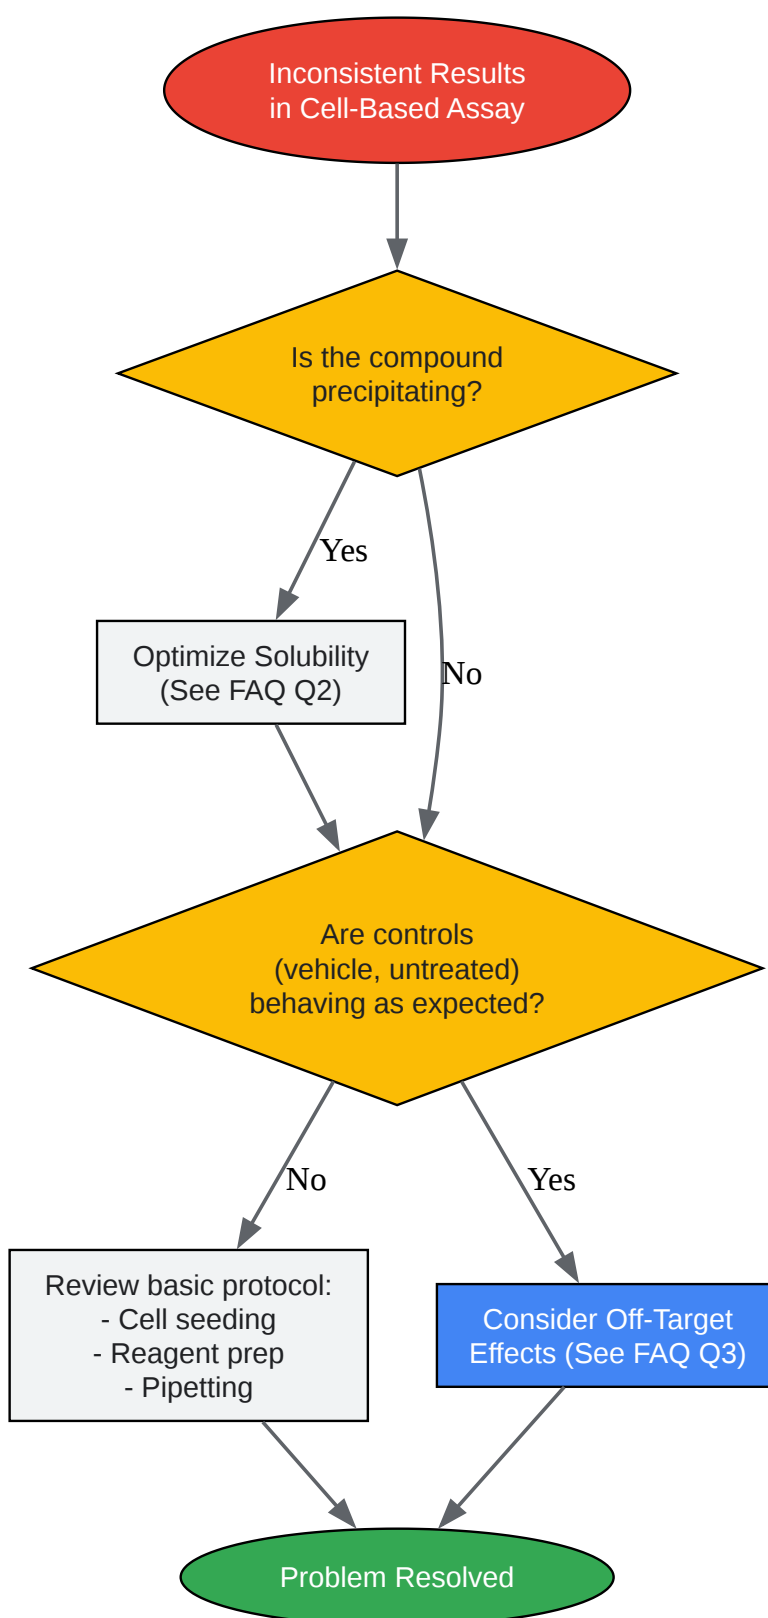 Inconsistent Results
in Cell-Based Assay
Is the compound
precipitating?
Yes
Optimize Solubility
(See FAQ Q2)
No
Are controls
(vehicle, untreated)
behaving as expected?
No
Yes
Review basic protocol:
- Cell seeding
- Reagent prep
- Pipetting
Consider Off-Target
Effects (See FAQ Q3)
Problem Resolved